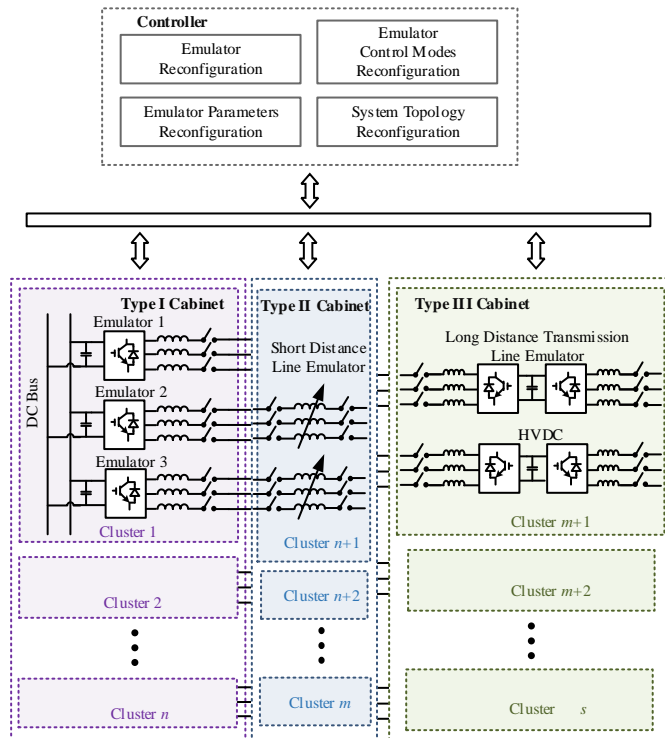 Controller
Emulator
Reconfiguration
Emulator
Control Modes
Reconfiguration
Emulator Parameters
Reconfiguration
System Topology
Reconfiguration
Type I Cabinet
DC Bus
Emulator 1
Emulator 2
Emulator 3
Cluster 1
Cluster 2
Cluster n
Type II Cabinet
Short Distance
Line Emulator
Cluster n+1
Cluster n+2
Cluster m
Type III Cabinet
Long Distance Transmission
Line Emulator
HVDC
Cluster m+1
Cluster m+2
Cluster s